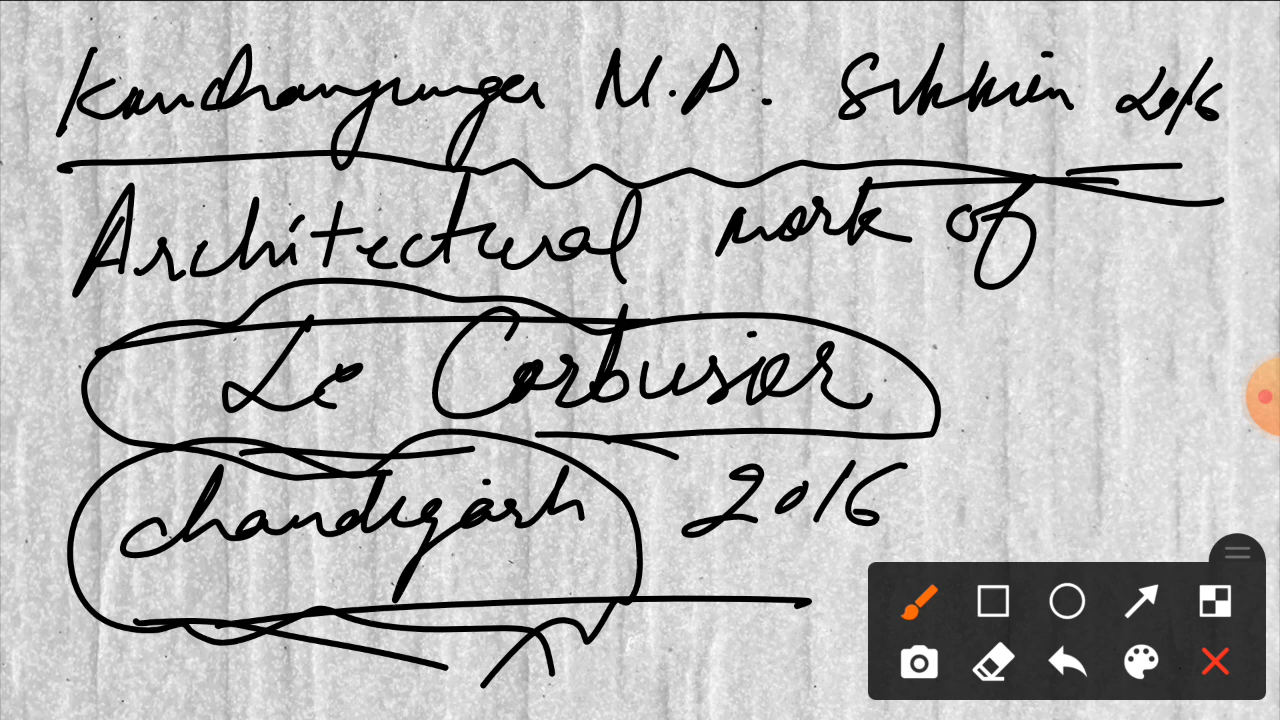 Kanchanjunga N.P. Sikkim 2016
Architectural work of
Le Corbusier
Chandigarh 2016